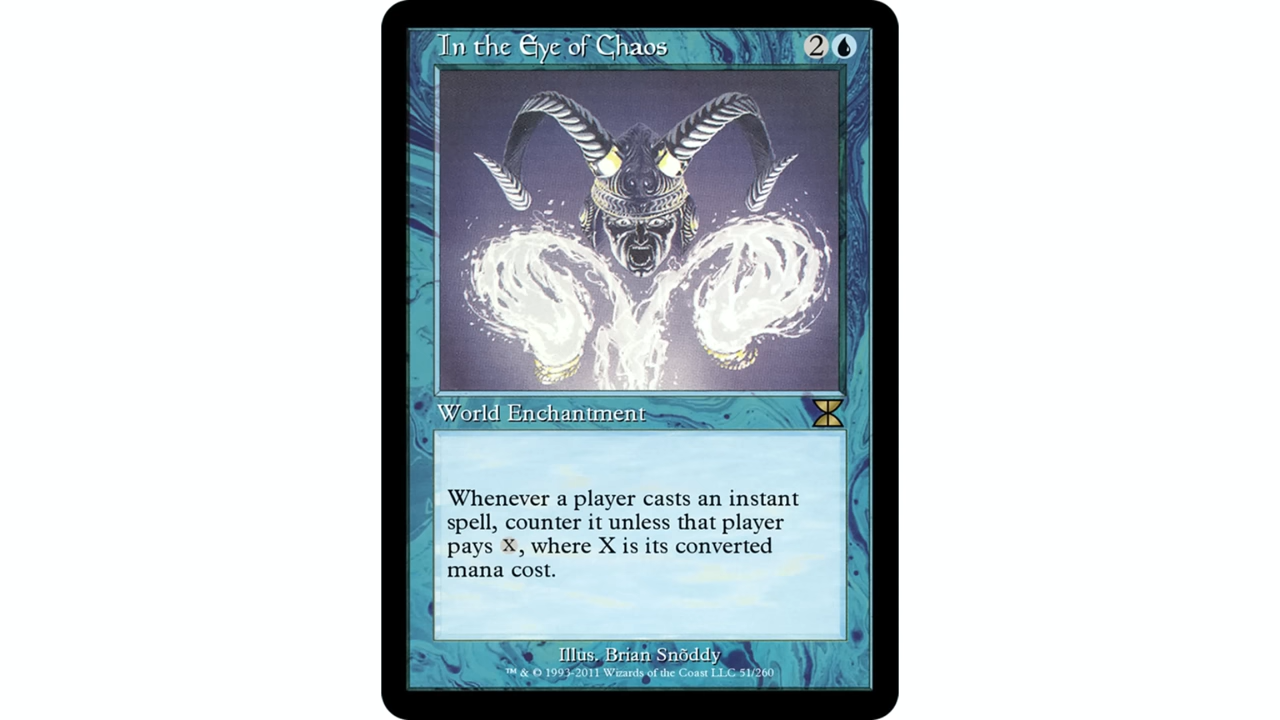 In the Eye of Chaos 2
World Enchantment
Whenever a player casts an instant
spell, counter it unless that player
pays X, where X is its converted
mana cost.
Illus. Brian Snõddy
™ & © 1993-2011 Wizards of the Coast LLC 51/260